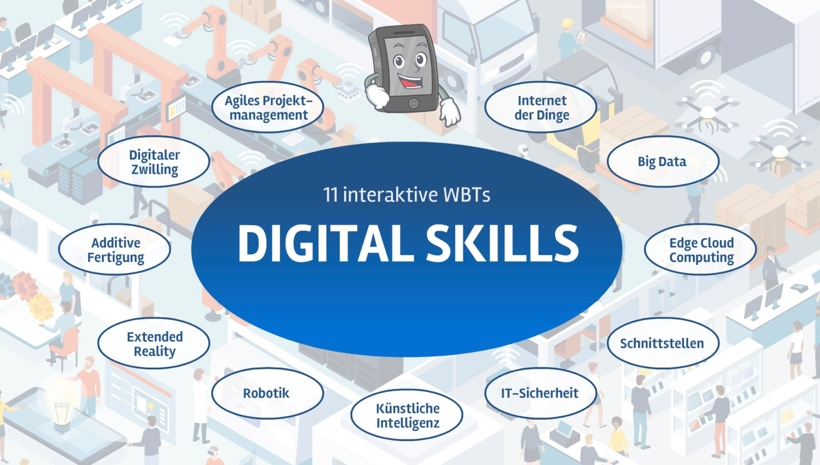 Agiles Projekt-
management
Internet
der Dinge
Digitaler
Zwilling
Big Data
11 interaktive WBTs
DIGITAL SKILLS
Additive
Fertigung
Edge Cloud
Computing
Extended
Reality
Schnittstellen
Robotik
IT-Sicherheit
Künstliche
Intelligenz